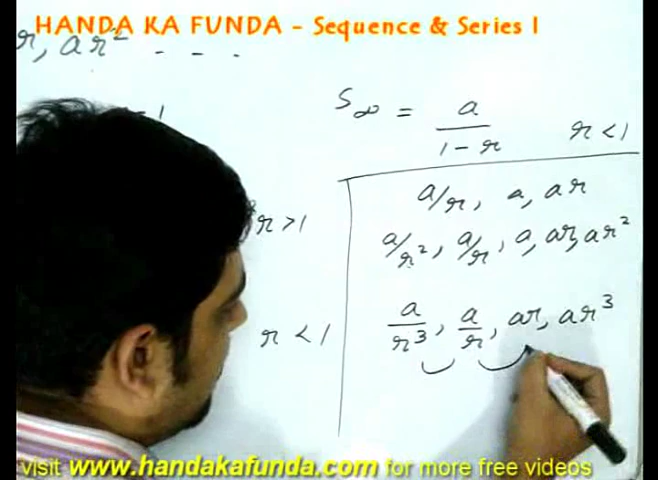 HANDA KA FUNDA - Sequence & Series I
r, ar² - - .
S∞ = a/(1-r) r<1
a/r, a, ar
r>1
a/r², a/r, a, ar, ar²
r<1
a/r³, a/r, ar, ar³
visit www.handakafunda.com for more free videos